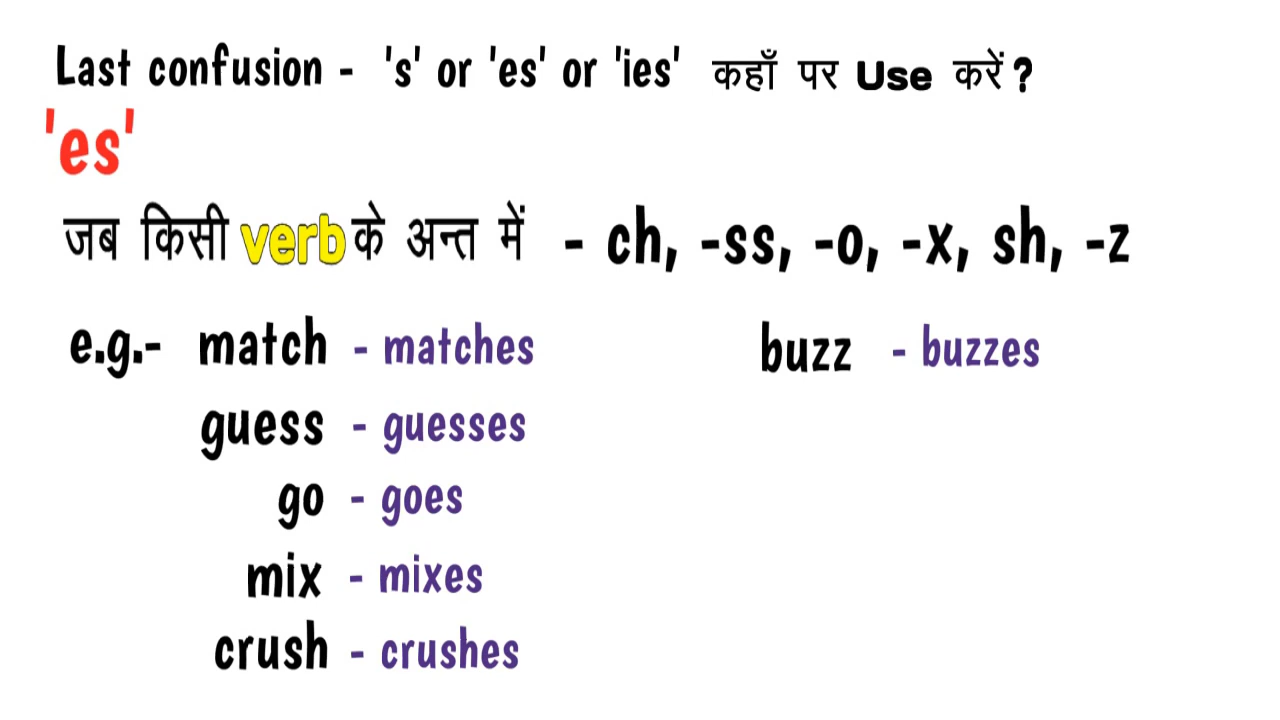 Last confusion - 's' or 'es' or 'ies' कहाँ पर Use करें ?
'es'
जब किसी verb के अन्त में - ch, -ss, -o, -x, sh, -z
e.g.- match - matches buzz - buzzes
guess - guesses
go - goes
mix - mixes
crush - crushes